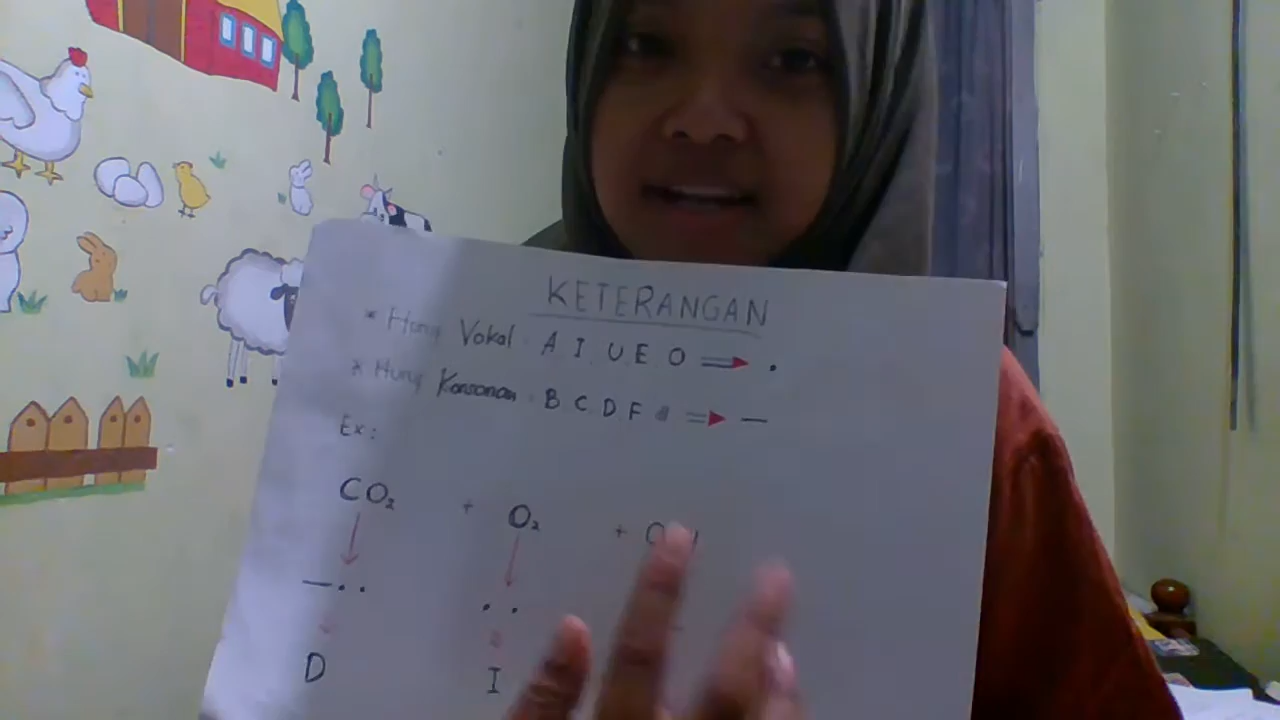 KETERANGAN
* Huruf Vokal : A I U E O ⇒ .
* Huruf Konsonan : B C D F ⇒ —
Ex :
CO₂ + O₂ +
— . . . .
D I